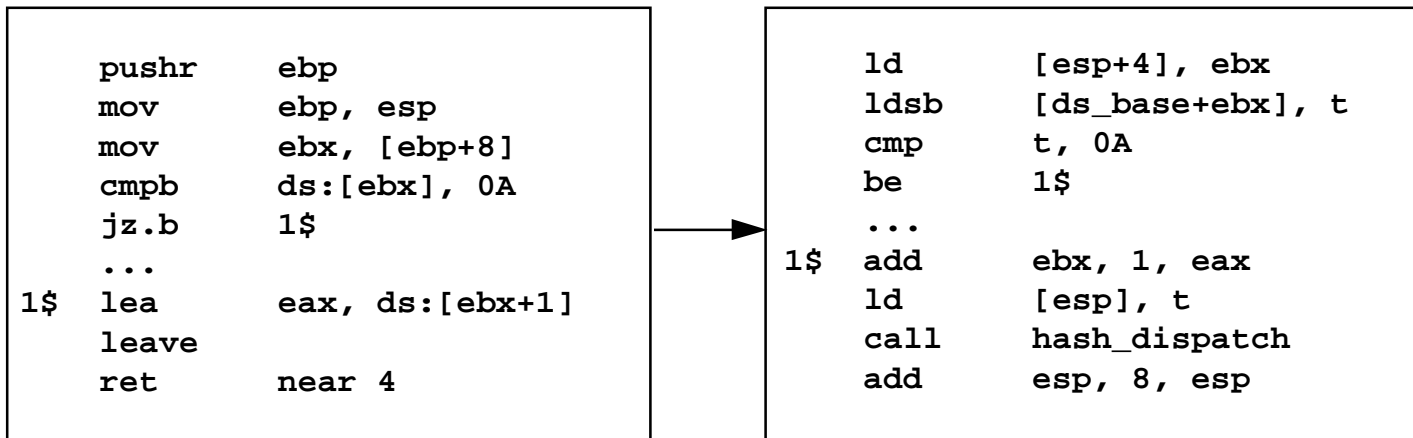 pushr ebp
mov ebp, esp
mov ebx, [ebp+8]
cmpb ds:[ebx], 0A
jz.b 1$
...
1$ lea eax, ds:[ebx+1]
leave
ret near 4
ld [esp+4], ebx
ldsb [ds_base+ebx], t
cmp t, 0A
be 1$
...
1$ add ebx, 1, eax
ld [esp], t
call hash_dispatch
add esp, 8, esp